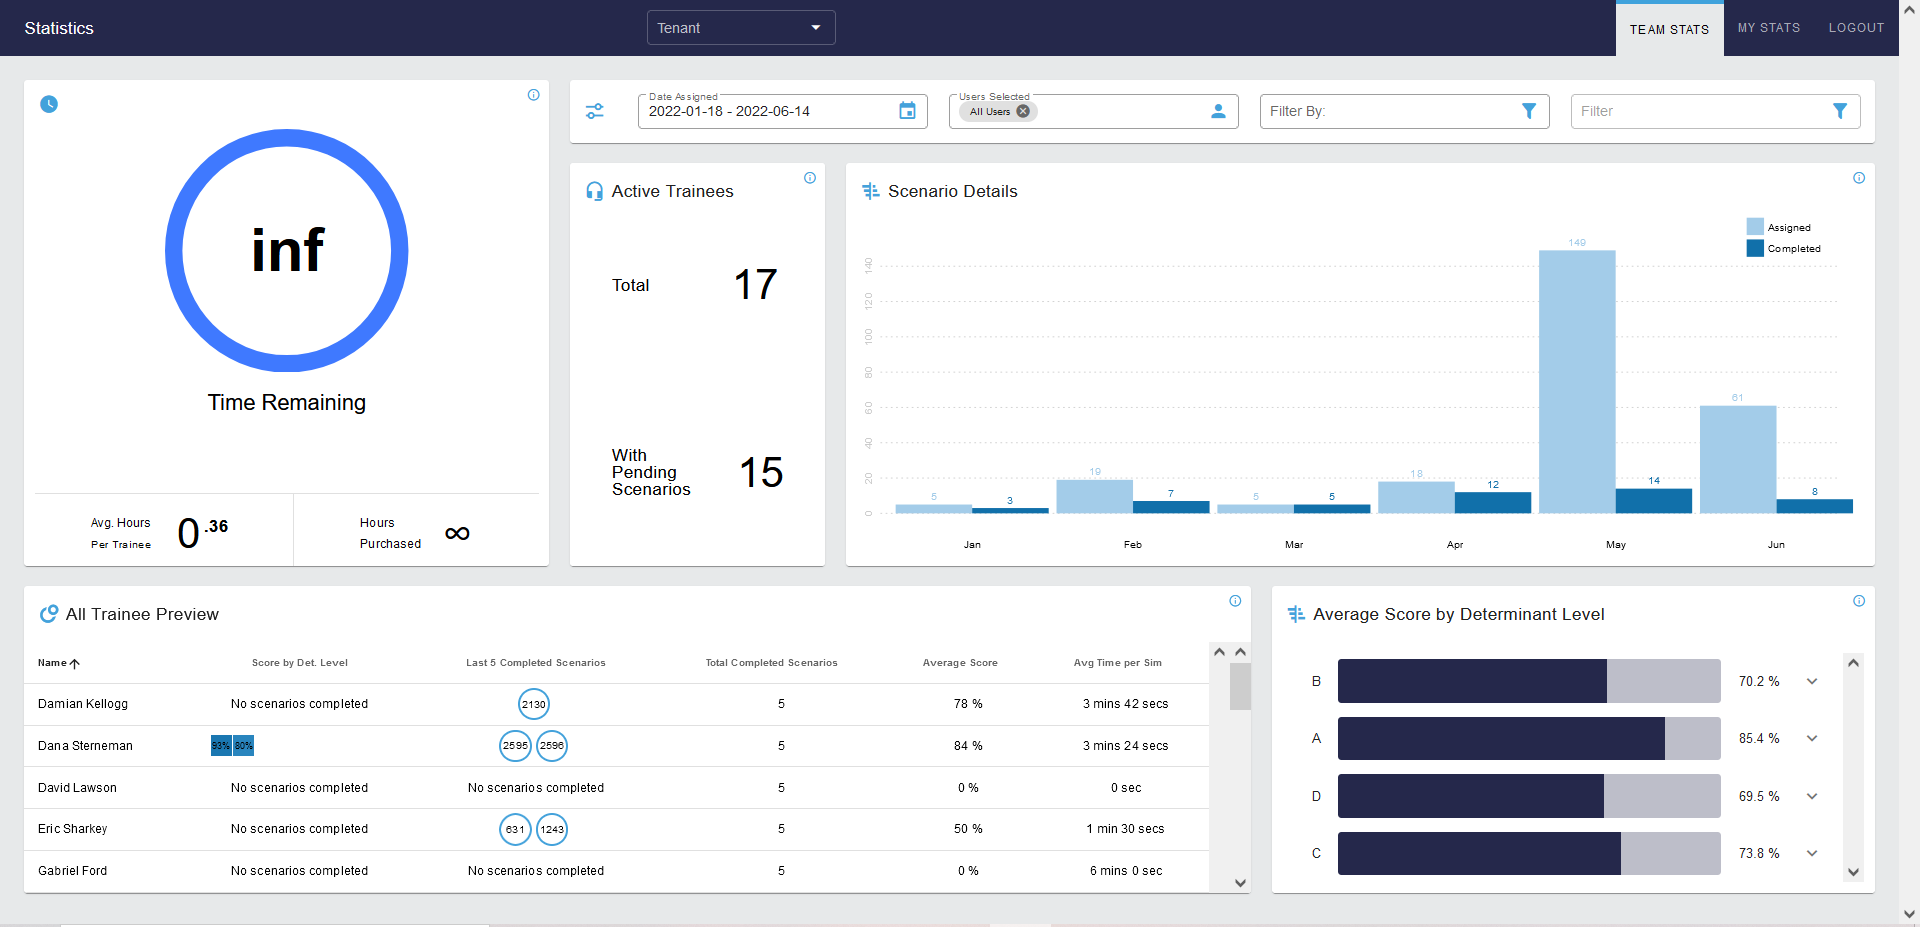 Statistics
Tenant
TEAM STATS
MY STATS
LOGOUT
inf
Time Remaining
Avg. Hours
Per Trainee
0.36
Hours
Purchased
∞
Date Assigned
2022-01-18 - 2022-06-14
Users Selected
All Users
Filter By:
Filter
Active Trainees
Total
17
With
Pending
Scenarios
15
Scenario Details
Assigned
Completed
140
120
100
80
60
40
20
0
5
3
19
7
5
5
18
12
149
14
61
8
Jan
Feb
Mar
Apr
May
Jun
All Trainee Preview
Name Score by Det. Level Last 5 Completed Scenarios Total Completed Scenarios Average Score Avg Time per Sim
Damian Kellogg No scenarios completed 2130 5 78 % 3 mins 42 secs
Dana Sterneman 93% 80% 2595 2596 5 84 % 3 mins 24 secs
David Lawson No scenarios completed No scenarios completed 5 0 % 0 sec
Eric Sharkey No scenarios completed 631 1243 5 50 % 1 min 30 secs
Gabriel Ford No scenarios completed No scenarios completed 5 0 % 6 mins 0 sec
Average Score by Determinant Level
B 70.2 %
A 85.4 %
D 69.5 %
C 73.8 %